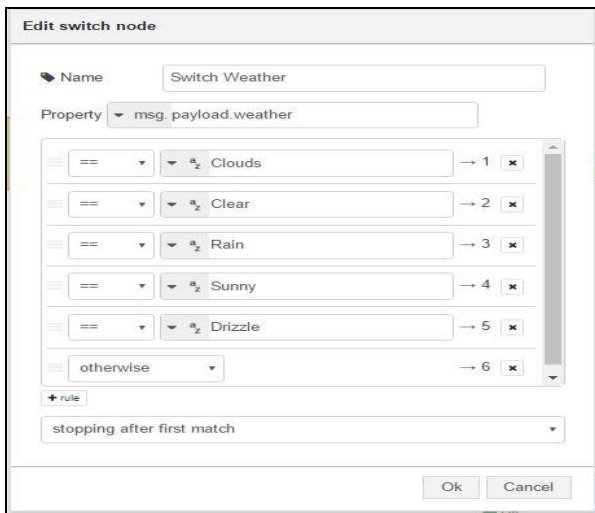 Edit switch node
Name Switch Weather
Property msg. payload.weather
== az Clouds → 1 ×
== az Clear → 2 ×
== az Rain → 3 ×
== az Sunny → 4 ×
== az Drizzle → 5 ×
otherwise → 6 ×
+ rule
stopping after first match
Ok Cancel